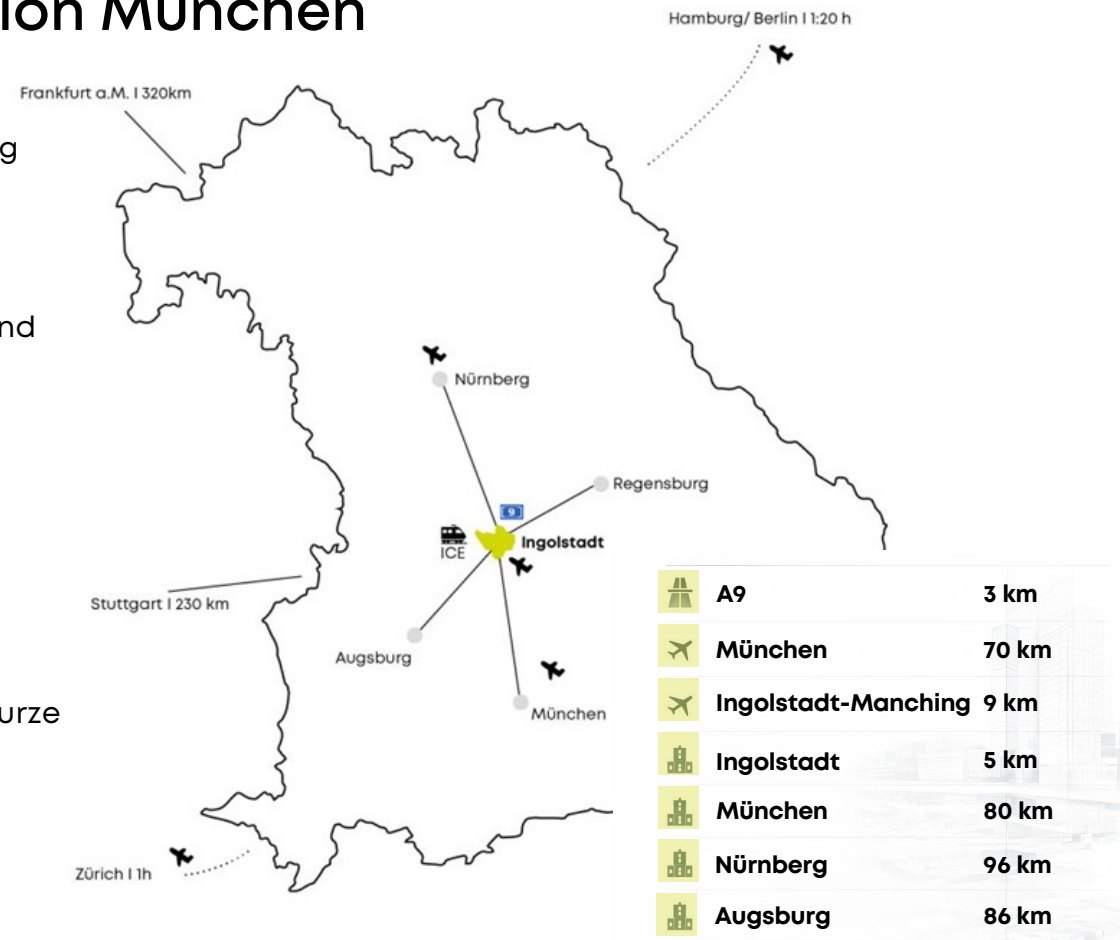 ion München
Hamburg/ Berlin I 1:20 h
Frankfurt a.M. I 320km
g
nd
Nürnberg
Regensburg
9
ICE
Ingolstadt
Stuttgart I 230 km
Augsburg
München
urze
Zürich I 1h
A9 3 km
München 70 km
Ingolstadt-Manching 9 km
Ingolstadt 5 km
München 80 km
Nürnberg 96 km
Augsburg 86 km